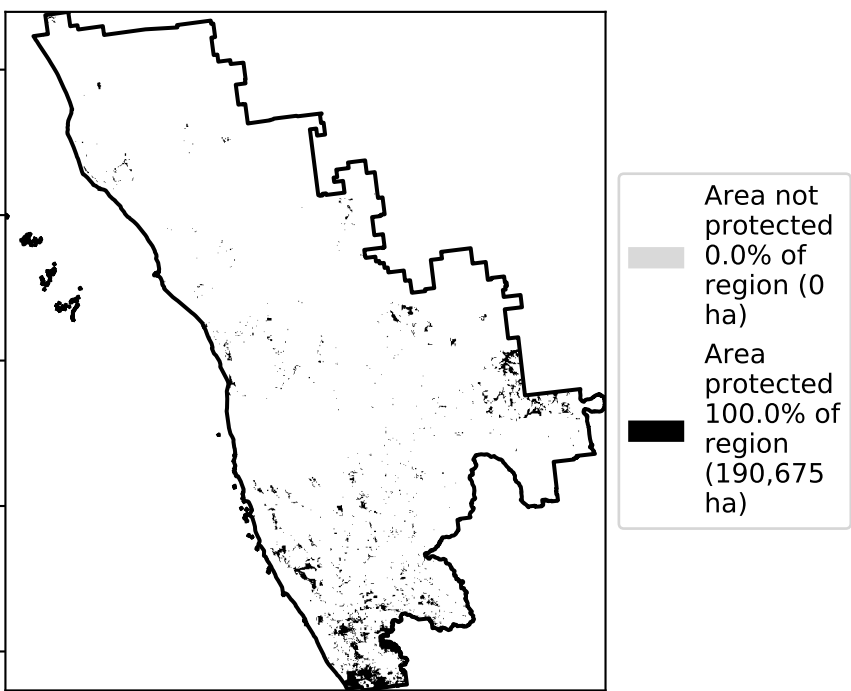 Area not
protected
0.0% of
region (0
ha)
Area
protected
100.0% of
region
(190,675
ha)